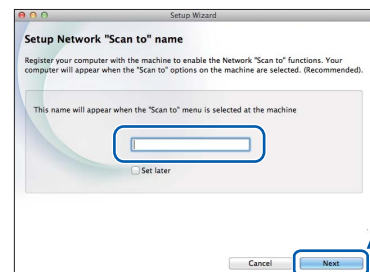 Setup Wizard
Setup Network "Scan to" name
Register your computer with the machine to enable the Network "Scan to" functions. Your
computer will appear when the "Scan to" options on the machine are selected. (Recommended).
This name will appear when the "Scan to" menu is selected at the machine
Set later
Cancel
Next